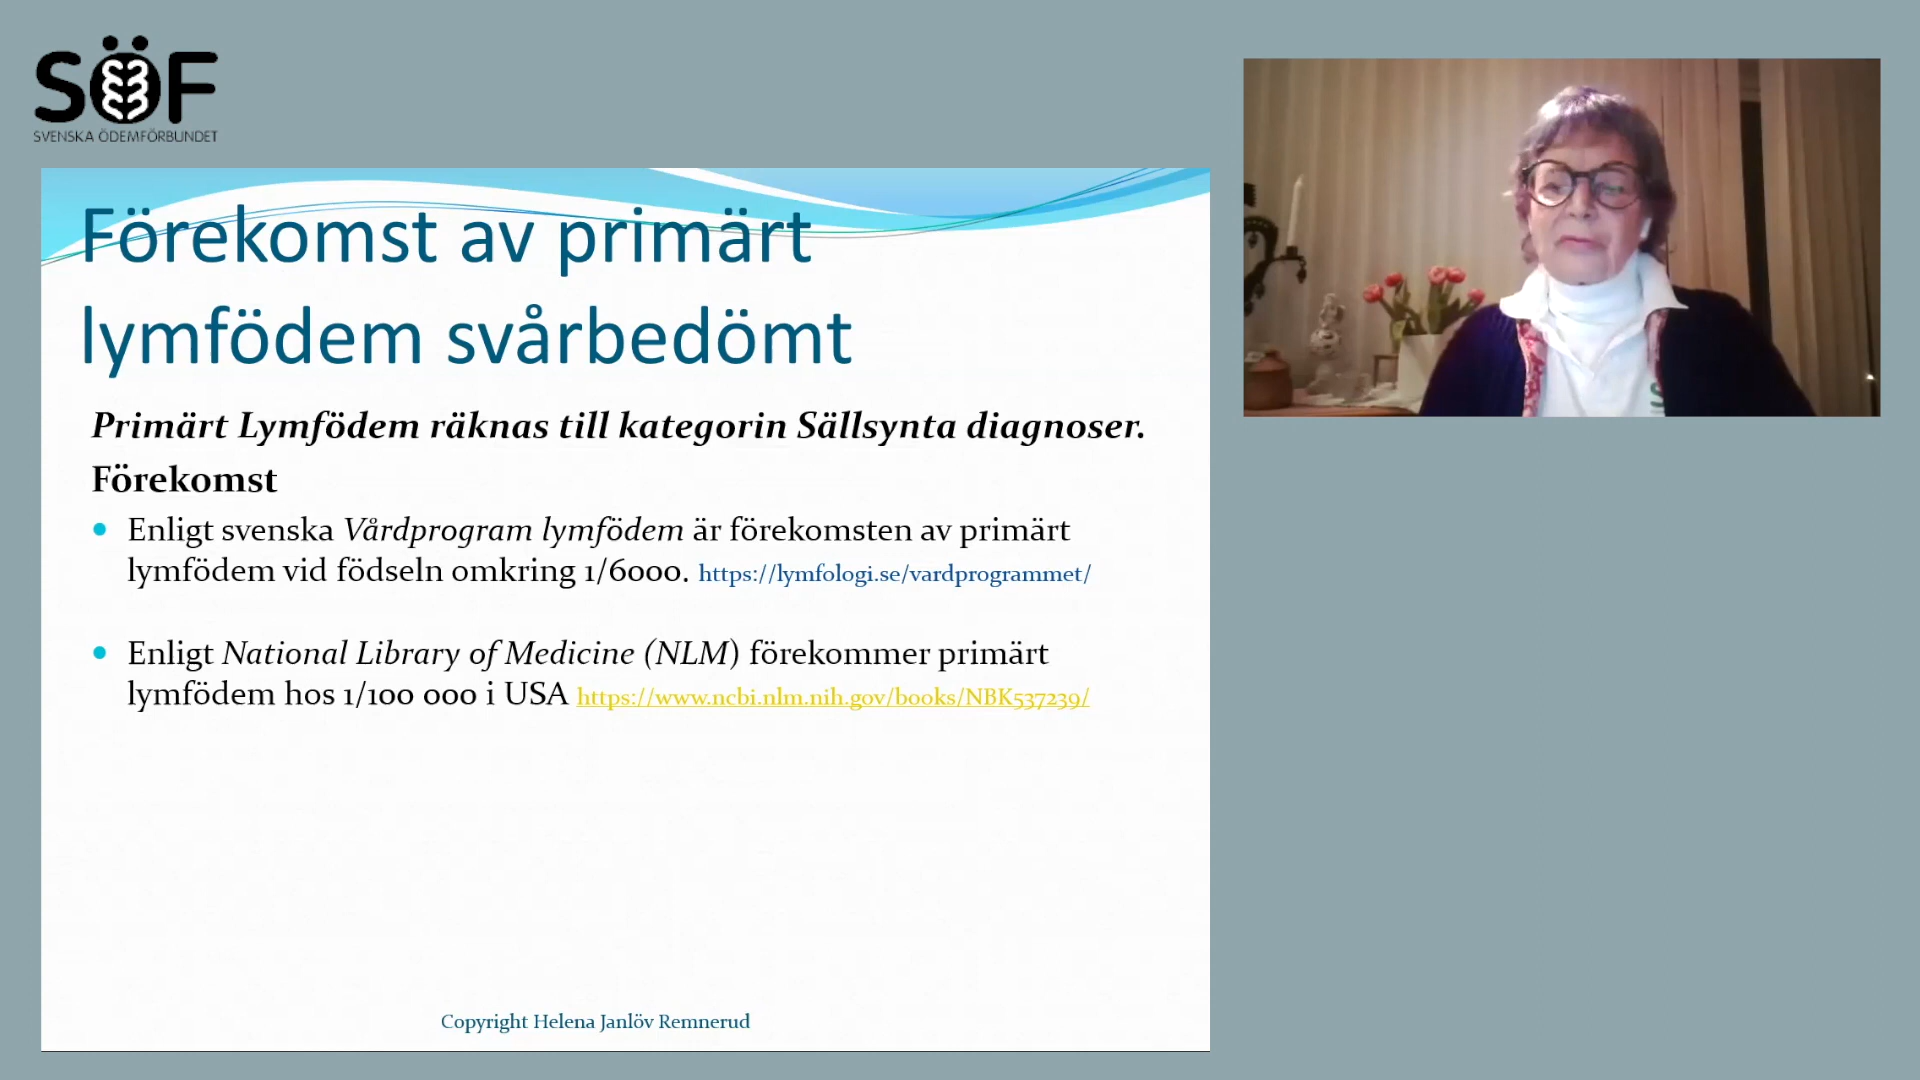 SÖF
SVENSKA ÖDEMFÖRBUNDET
Förekomst av primärt
lymfödem svårbedömt
Primärt Lymfödem räknas till kategorin Sällsynta diagnoser.
Förekomst
• Enligt svenska Vårdprogram lymfödem är förekomsten av primärt
lymfödem vid födseln omkring 1/6000. https://lymfologi.se/vardprogrammet/
• Enligt National Library of Medicine (NLM) förekommer primärt
lymfödem hos 1/100 000 i USA https://www.ncbi.nlm.nih.gov/books/NBK537239/
Copyright Helena Janlöv Remnerud